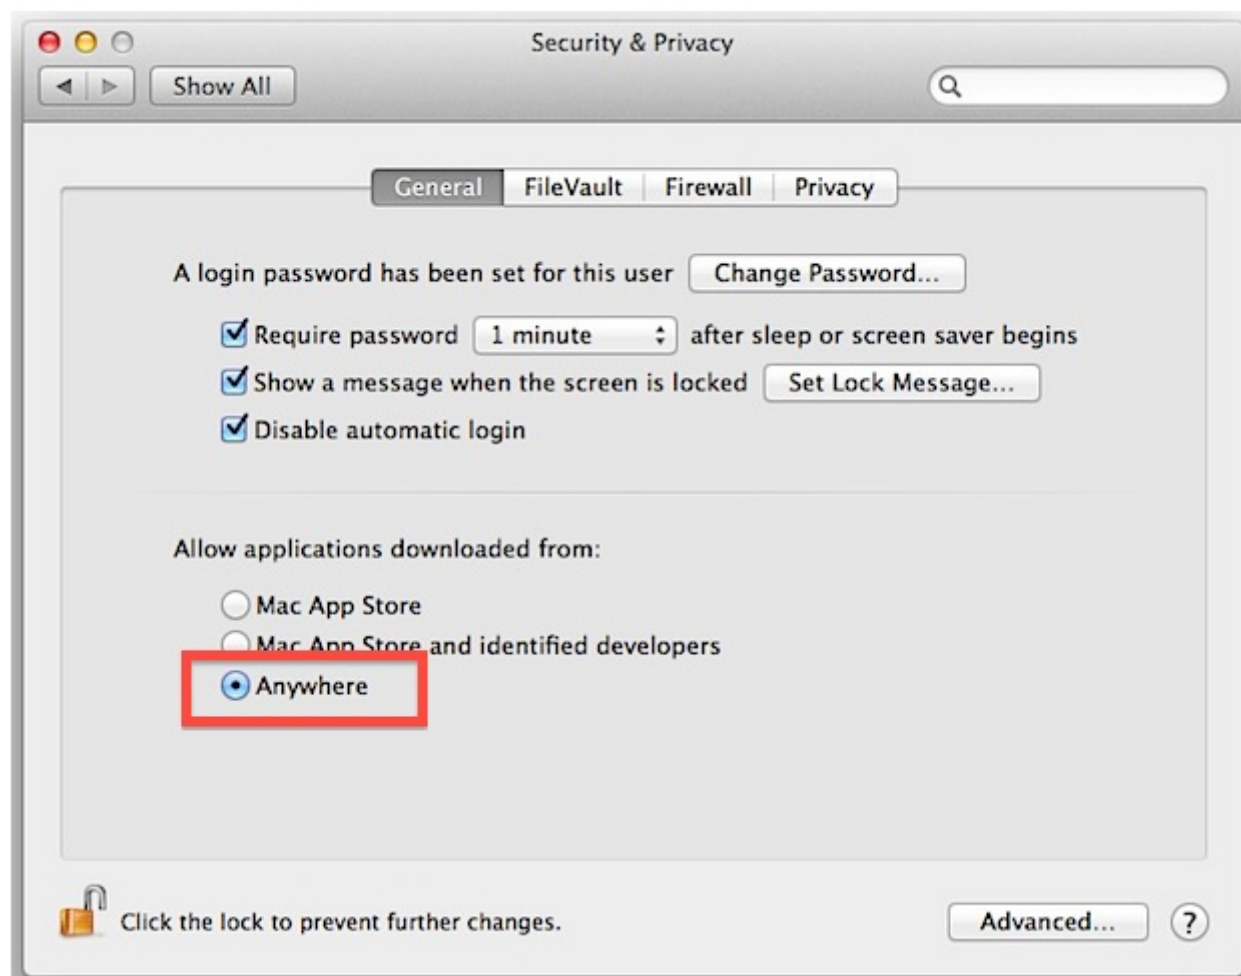 Security & Privacy
Show All
General FileVault Firewall Privacy
A login password has been set for this user Change Password...
Require password 1 minute after sleep or screen saver begins
Show a message when the screen is locked Set Lock Message...
Disable automatic login
Allow applications downloaded from:
Mac App Store
Mac App Store and identified developers
Anywhere
Click the lock to prevent further changes. Advanced... ?